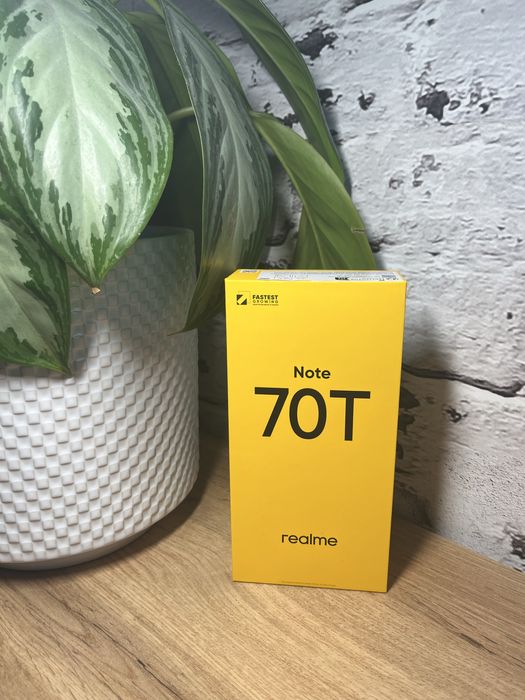 FASTEST
GROWING
Note
70T
realme